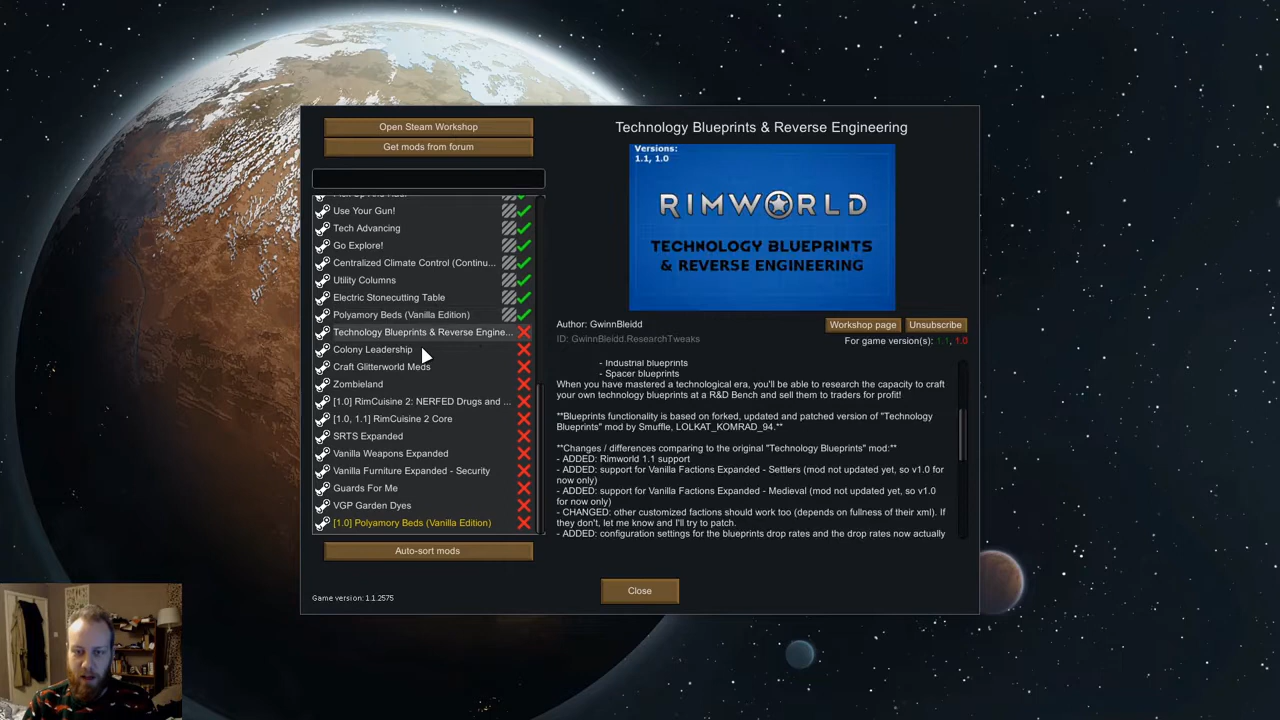 Open Steam Workshop
Get mods from forum
Use Your Gun!
Tech Advancing
Go Explore!
Centralized Climate Control (Continu...
Utility Columns
Electric Stonecutting Table
Polyamory Beds (Vanilla Edition)
Technology Blueprints & Reverse Engine...
Colony Leadership
Craft Glitterworld Meds
Zombieland
[1.0] RimCuisine 2: NERFED Drugs and ...
[1.0, 1.1] RimCuisine 2 Core
SRTS Expanded
Vanilla Weapons Expanded
Vanilla Furniture Expanded - Security
Guards For Me
VGP Garden Dyes
[1.0] Polyamory Beds (Vanilla Edition)
Auto-sort mods
Game version: 1.1.2575
Technology Blueprints & Reverse Engineering
Versions:
1.1, 1.0
RIMWORLD
TECHNOLOGY BLUEPRINTS
& REVERSE ENGINEERING
Author: GwinnBleidd
Workshop page
Unsubscribe
ID: GwinnBleidd.ResearchTweaks
For game version(s): 1.1, 1.0
- Industrial blueprints
- Spacer blueprints
When you have mastered a technological era, you'll be able to research the capacity to craft
your own technology blueprints at a R&D Bench and sell them to traders for profit!
**Blueprints functionality is based on forked, updated and patched version of "Technology
Blueprints" mod by Smuffle, LOLKAT_KOMRAD_94.**
**Changes / differences comparing to the original "Technology Blueprints" mod:**
- ADDED: Rimworld 1.1 support
- ADDED: support for Vanilla Factions Expanded - Settlers (mod not updated yet, so v1.0 for
now only)
- ADDED: support for Vanilla Factions Expanded - Medieval (mod not updated yet, so v1.0
for now only)
- CHANGED: other customized factions should work too (depends on fullness of their xml). If
they don't, let me know and I'll try to patch.
- ADDED: configuration settings for the blueprints drop rates and the drop rates now actually
Close